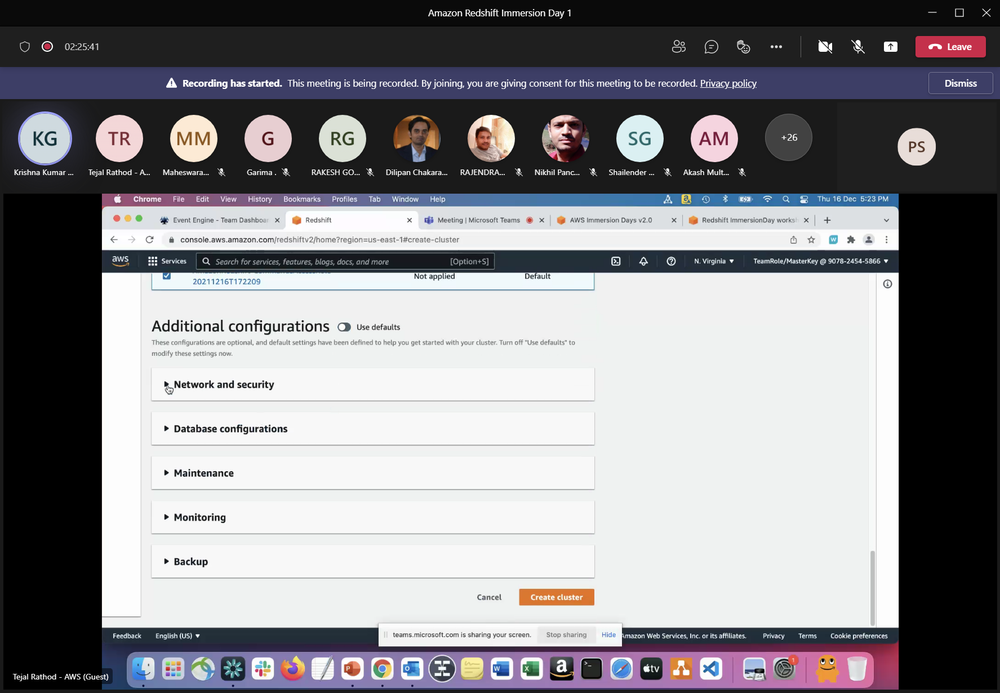 Amazon Redshift Immersion Day 1
02:25:41
Leave
Recording has started. This meeting is being recorded. By joining, you are giving consent for this meeting to be recorded. Privacy policy
Dismiss
KG
TR
MM
G
RG
SG
AM
+26
PS
Krishna Kumar ...
Tejal Rathod - A...
Maheswara...
Garima .
RAKESH GO...
Dilipan Chakara...
RAJENDRA...
Nikhil Panc...
Shailender ...
Akash Mult...
Chrome File Edit View History Bookmarks Profiles Tab Window Help
Thu 16 Dec 5:23 PM
Event Engine - Team Dashboar
Redshift
Meeting | Microsoft Teams
AWS Immersion Days v2.0
Redshift ImmersionDay worksh
console.aws.amazon.com/redshiftv2/home?region=us-east-1#create-cluster
aws
Services
Search for services, features, blogs, docs, and more
[Option+S]
N. Virginia
TeamRole/MasterKey @ 9078-2454-5866
20211216T172209
Not applied
Default
Additional configurations
Use defaults
These configurations are optional, and default settings have been defined to help you get started with your cluster. Turn off "Use defaults" to
modify these settings now.
Network and security
Database configurations
Maintenance
Monitoring
Backup
Cancel
Create cluster
Feedback
English (US)
teams.microsoft.com is sharing your screen.
Stop sharing
Hide
Amazon Web Services, Inc. or its affiliates.
Privacy
Terms
Cookie preferences
tv
1
Tejal Rathod - AWS (Guest)